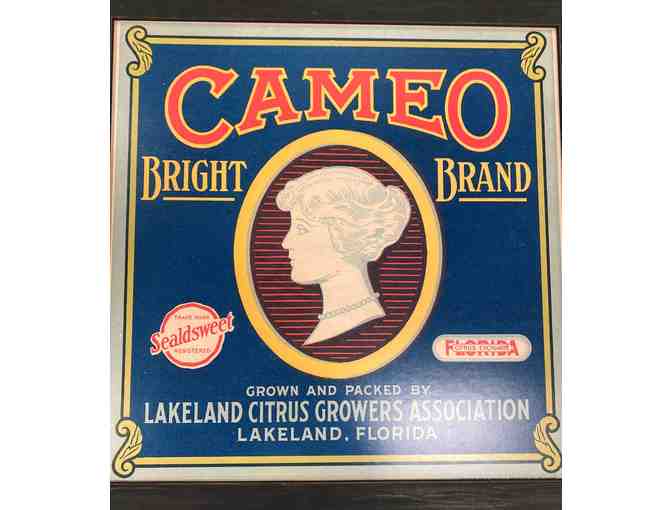 CAMEO
BRIGHT BRAND
TRADE MARK
Sealdsweet
REGISTERED
FLORIDA
CITRUS EXCHANGE
GROWN AND PACKED BY
LAKELAND CITRUS GROWERS ASSOCIATION
LAKELAND, FLORIDA